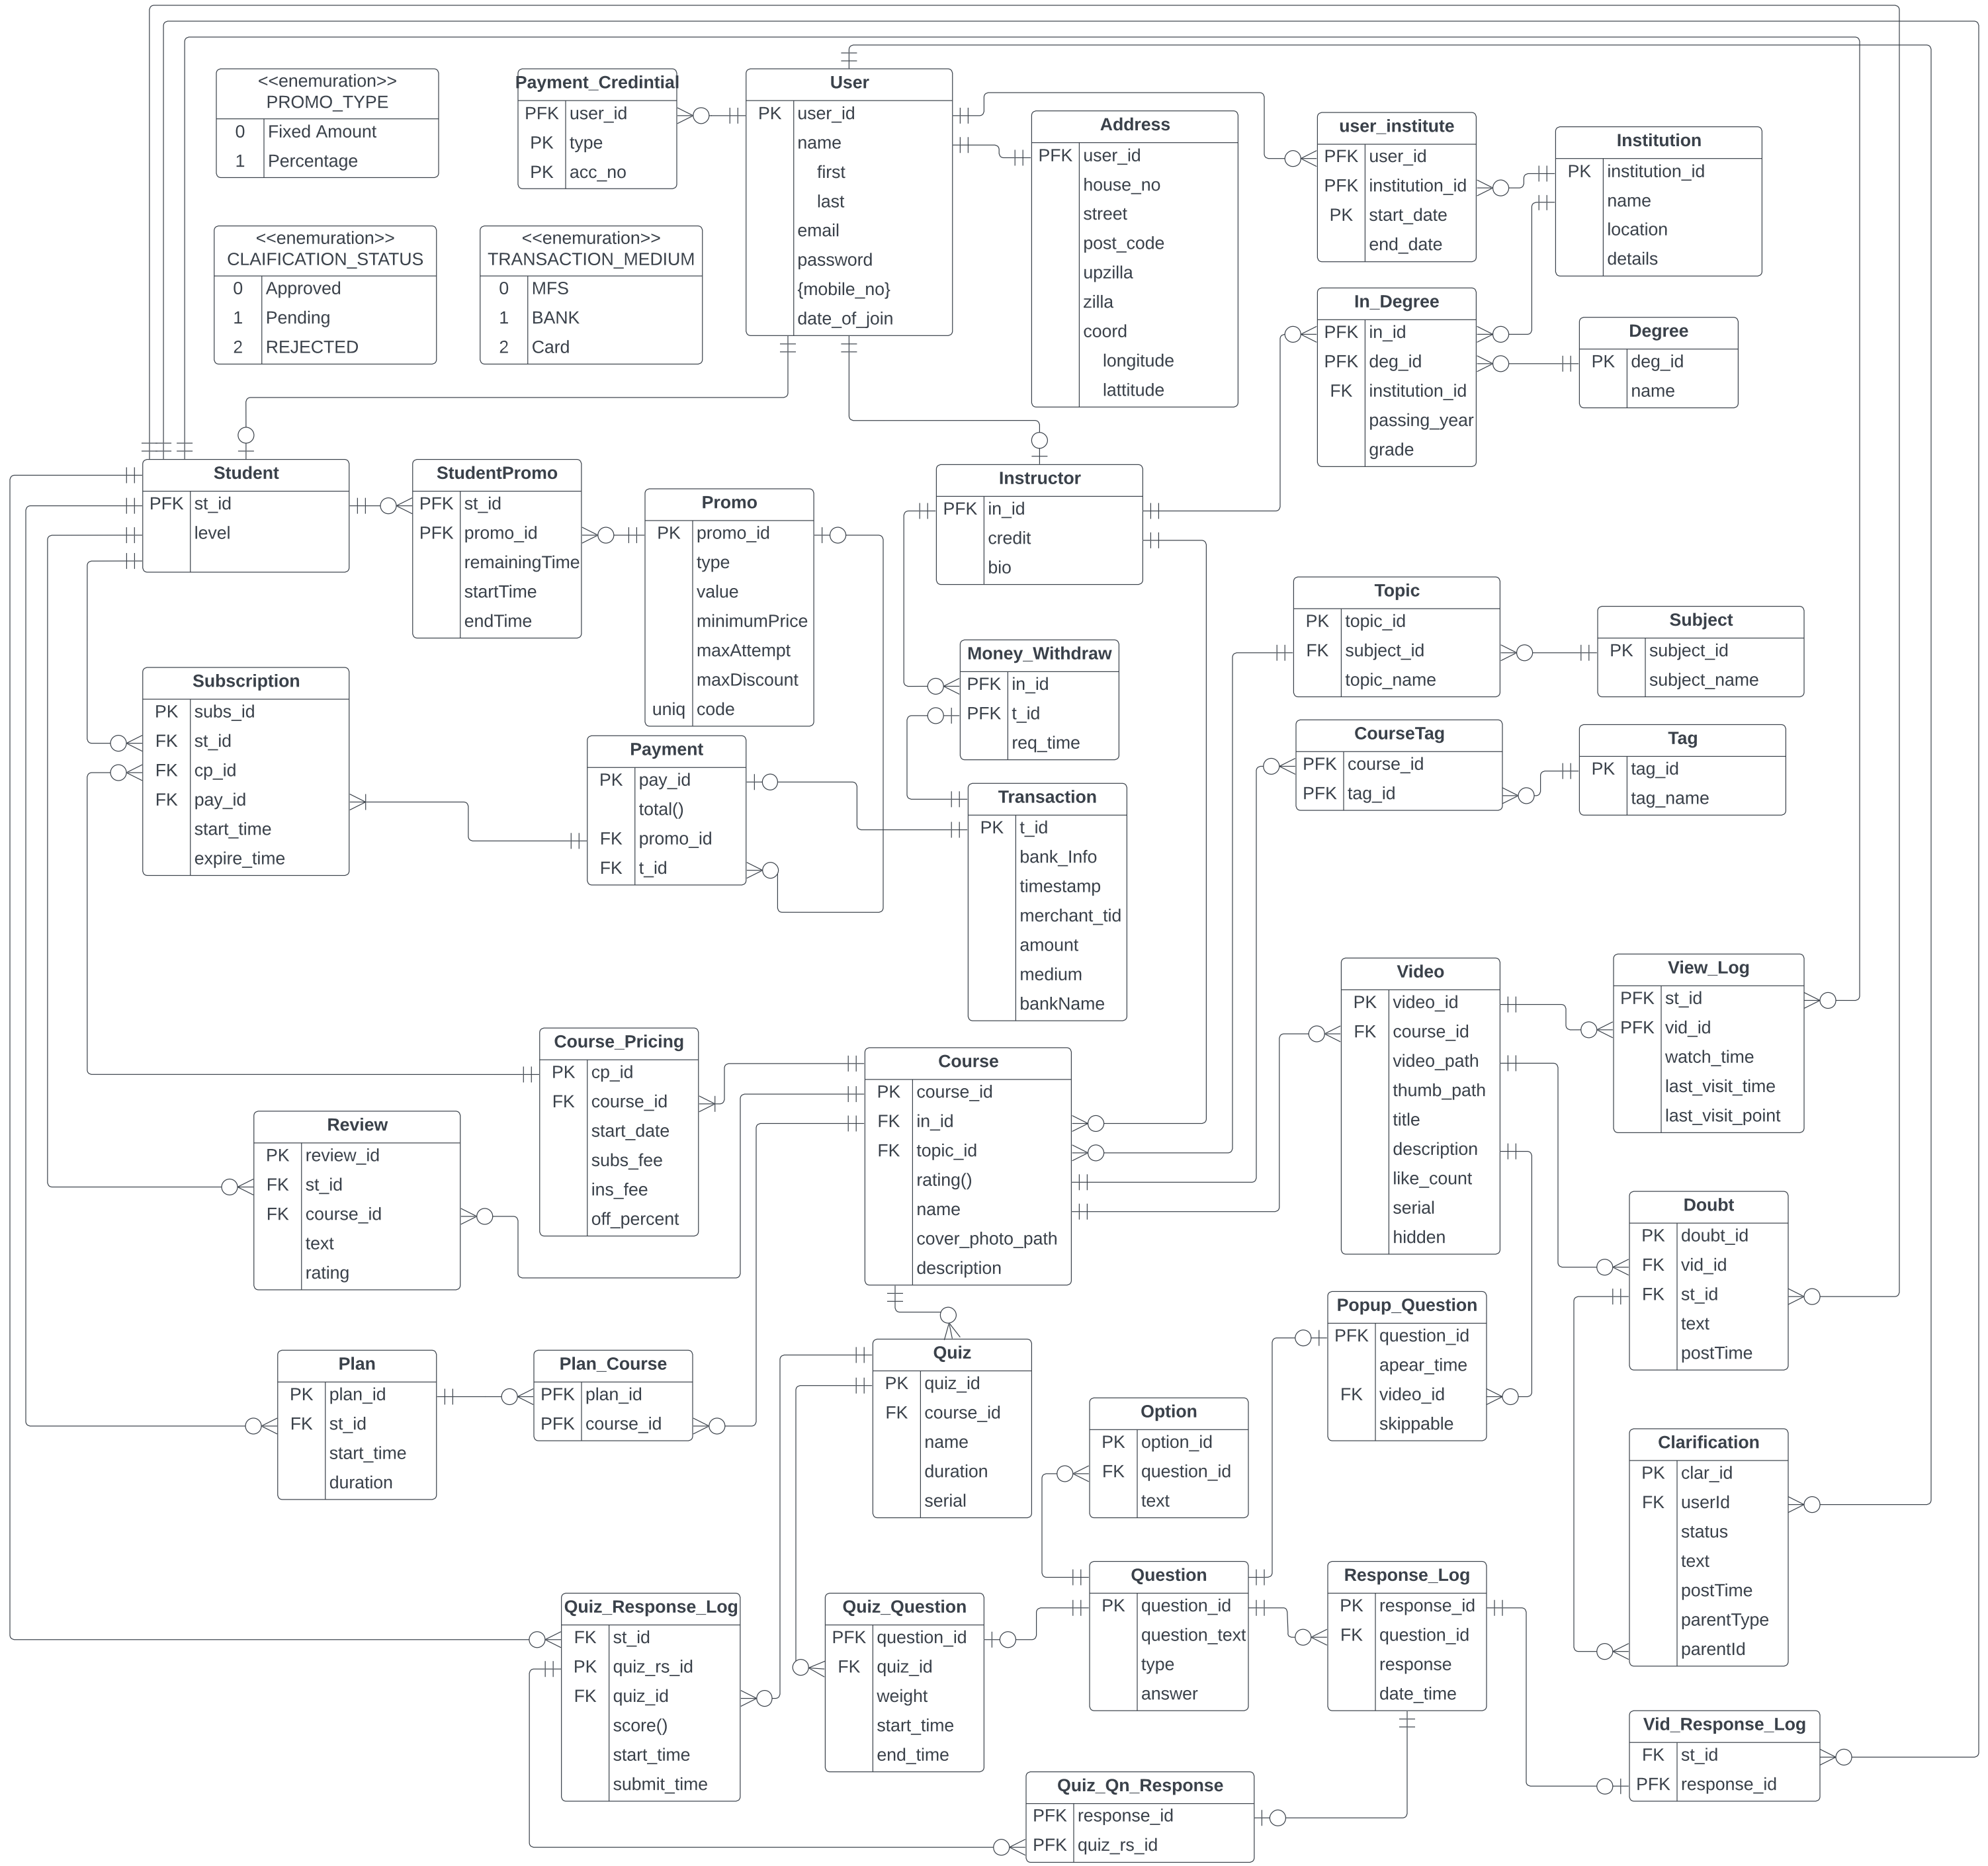 <<enemuration>>
PROMO_TYPE
0 Fixed Amount
1 Percentage
<<enemuration>>
CLAIFICATION_STATUS
0 Approved
1 Pending
2 REJECTED
<<enemuration>>
TRANSACTION_MEDIUM
0 MFS
1 BANK
2 Card
Payment_Credintial
PFK user_id
PK type
PK acc_no
User
PK user_id
name
first
last
email
password
{mobile_no}
date_of_join
Address
PFK user_id
house_no
street
post_code
upzilla
zilla
coord
longitude
lattitude
user_institute
PFK user_id
PFK institution_id
PK start_date
end_date
Institution
PK institution_id
name
location
details
In_Degree
PFK in_id
PFK deg_id
FK institution_id
passing_year
grade
Degree
PK deg_id
name
Student
PFK st_id
level
StudentPromo
PFK st_id
PFK promo_id
remainingTime
startTime
endTime
Promo
PK promo_id
type
value
minimumPrice
maxAttempt
maxDiscount
uniq code
Instructor
PFK in_id
credit
bio
Topic
PK topic_id
FK subject_id
topic_name
Subject
PK subject_id
subject_name
Money_Withdraw
PFK in_id
PFK t_id
req_time
Subscription
PK subs_id
FK st_id
FK cp_id
FK pay_id
start_time
expire_time
Payment
PK pay_id
total()
FK promo_id
FK t_id
Transaction
PK t_id
bank_Info
timestamp
merchant_tid
amount
medium
bankName
CourseTag
PFK course_id
PFK tag_id
Tag
PK tag_id
tag_name
Video
PK video_id
FK course_id
video_path
thumb_path
title
description
like_count
serial
hidden
View_Log
PFK st_id
PFK vid_id
watch_time
last_visit_time
last_visit_point
Course_Pricing
PK cp_id
FK course_id
start_date
subs_fee
ins_fee
off_percent
Course
PK course_id
FK in_id
FK topic_id
rating()
name
cover_photo_path
description
Review
PK review_id
FK st_id
FK course_id
text
rating
Doubt
PK doubt_id
FK vid_id
FK st_id
text
postTime
Popup_Question
PFK question_id
apear_time
FK video_id
skippable
Plan
PK plan_id
FK st_id
start_time
duration
Plan_Course
PFK plan_id
PFK course_id
Quiz
PK quiz_id
FK course_id
name
duration
serial
Option
PK option_id
FK question_id
text
Clarification
PK clar_id
FK userId
status
text
postTime
parentType
parentId
Quiz_Response_Log
FK st_id
PK quiz_rs_id
FK quiz_id
score()
start_time
submit_time
Quiz_Question
PFK question_id
FK quiz_id
weight
start_time
end_time
Question
PK question_id
question_text
type
answer
Response_Log
PK response_id
FK question_id
response
date_time
Vid_Response_Log
FK st_id
PFK response_id
Quiz_Qn_Response
PFK response_id
PFK quiz_rs_id